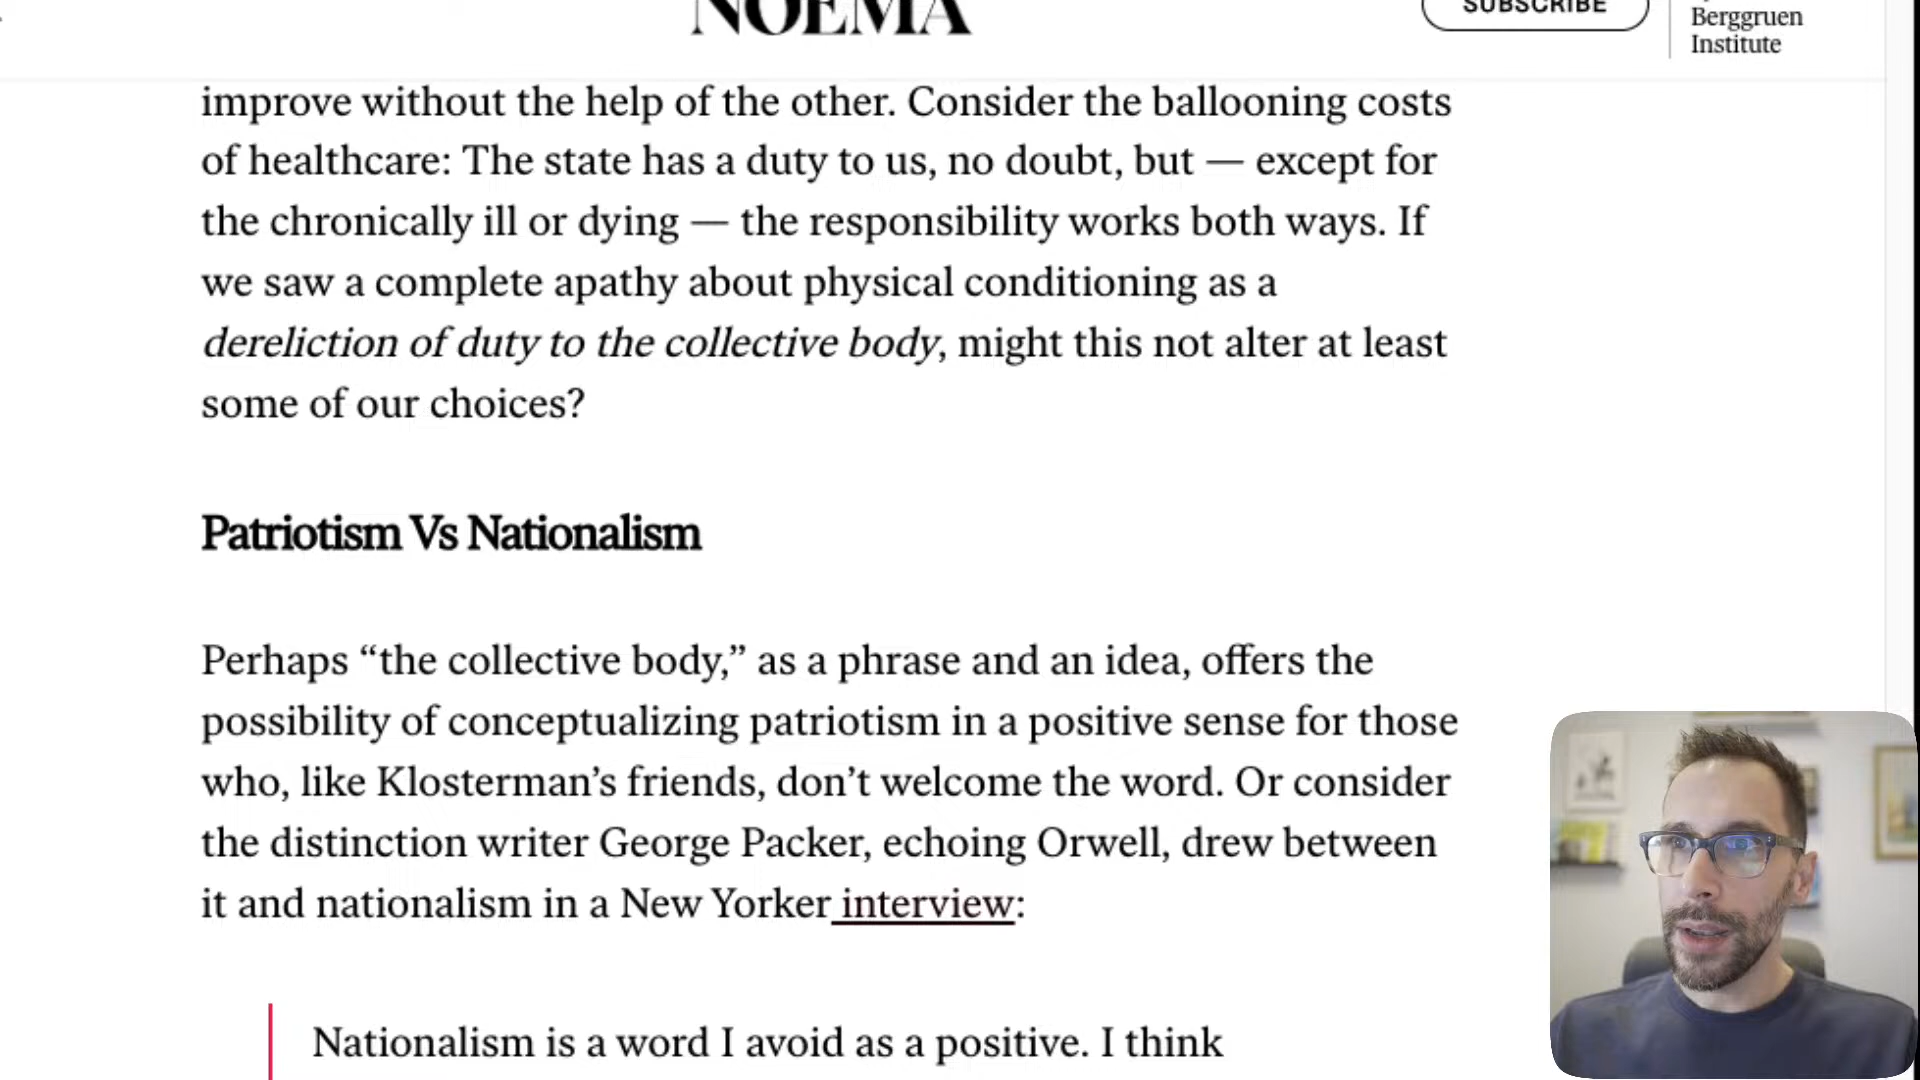 NOEMA
SUBSCRIBE
Berggruen
Institute
improve without the help of the other. Consider the ballooning costs
of healthcare: The state has a duty to us, no doubt, but — except for
the chronically ill or dying — the responsibility works both ways. If
we saw a complete apathy about physical conditioning as a
dereliction of duty to the collective body, might this not alter at least
some of our choices?
Patriotism Vs Nationalism
Perhaps “the collective body,” as a phrase and an idea, offers the
possibility of conceptualizing patriotism in a positive sense for those
who, like Klosterman’s friends, don’t welcome the word. Or consider
the distinction writer George Packer, echoing Orwell, drew between
it and nationalism in a New Yorker interview:
Nationalism is a word I avoid as a positive. I think